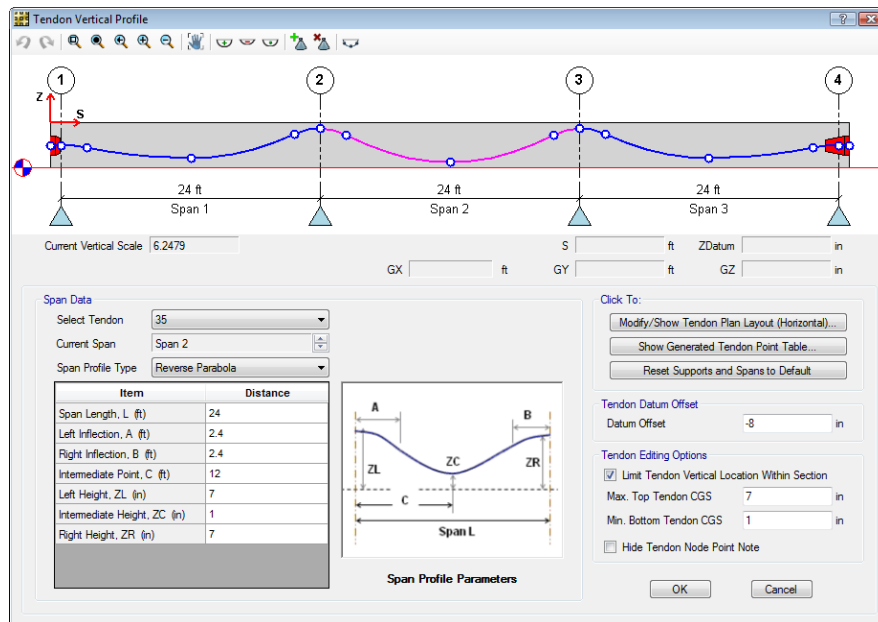 Tendon Vertical Profile
1 2 3 4
Z
S
24 ft 24 ft 24 ft
Span 1 Span 2 Span 3
Current Vertical Scale 6.2479 S ft ZDatum in
GX ft GY ft GZ in
Span Data
Select Tendon 35
Current Span Span 2
Span Profile Type Reverse Parabola
Item Distance
Span Length, L (ft) 24
Left Inflection, A (ft) 2.4
Right Inflection, B (ft) 2.4
Intermediate Point, C (ft) 12
Left Height, ZL (in) 7
Intermediate Height, ZC (in) 1
Right Height, ZR (in) 7
A
B
ZL
ZC
ZR
C
Span L
Span Profile Parameters
Click To:
Modify/Show Tendon Plan Layout (Horizontal)...
Show Generated Tendon Point Table...
Reset Supports and Spans to Default
Tendon Datum Offset
Datum Offset -8 in
Tendon Editing Options
Limit Tendon Vertical Location Within Section
Max. Top Tendon CGS 7 in
Min. Bottom Tendon CGS 1 in
Hide Tendon Node Point Note
OK Cancel